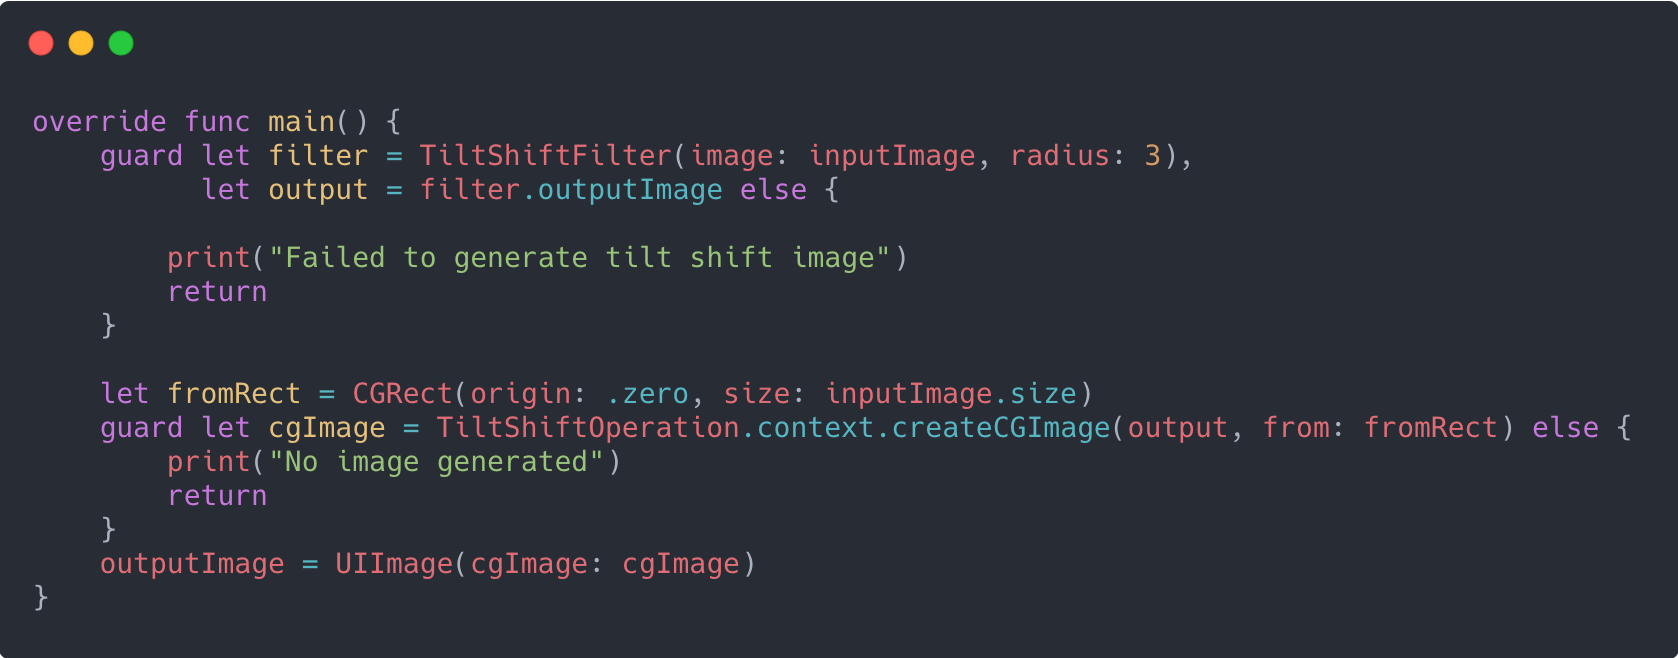 override func main() {
    guard let filter = TiltShiftFilter(image: inputImage, radius: 3),
          let output = filter.outputImage else {

        print("Failed to generate tilt shift image")
        return
    }

    let fromRect = CGRect(origin: .zero, size: inputImage.size)
    guard let cgImage = TiltShiftOperation.context.createCGImage(output, from: fromRect) else {
        print("No image generated")
        return
    }
    outputImage = UIImage(cgImage: cgImage)
}